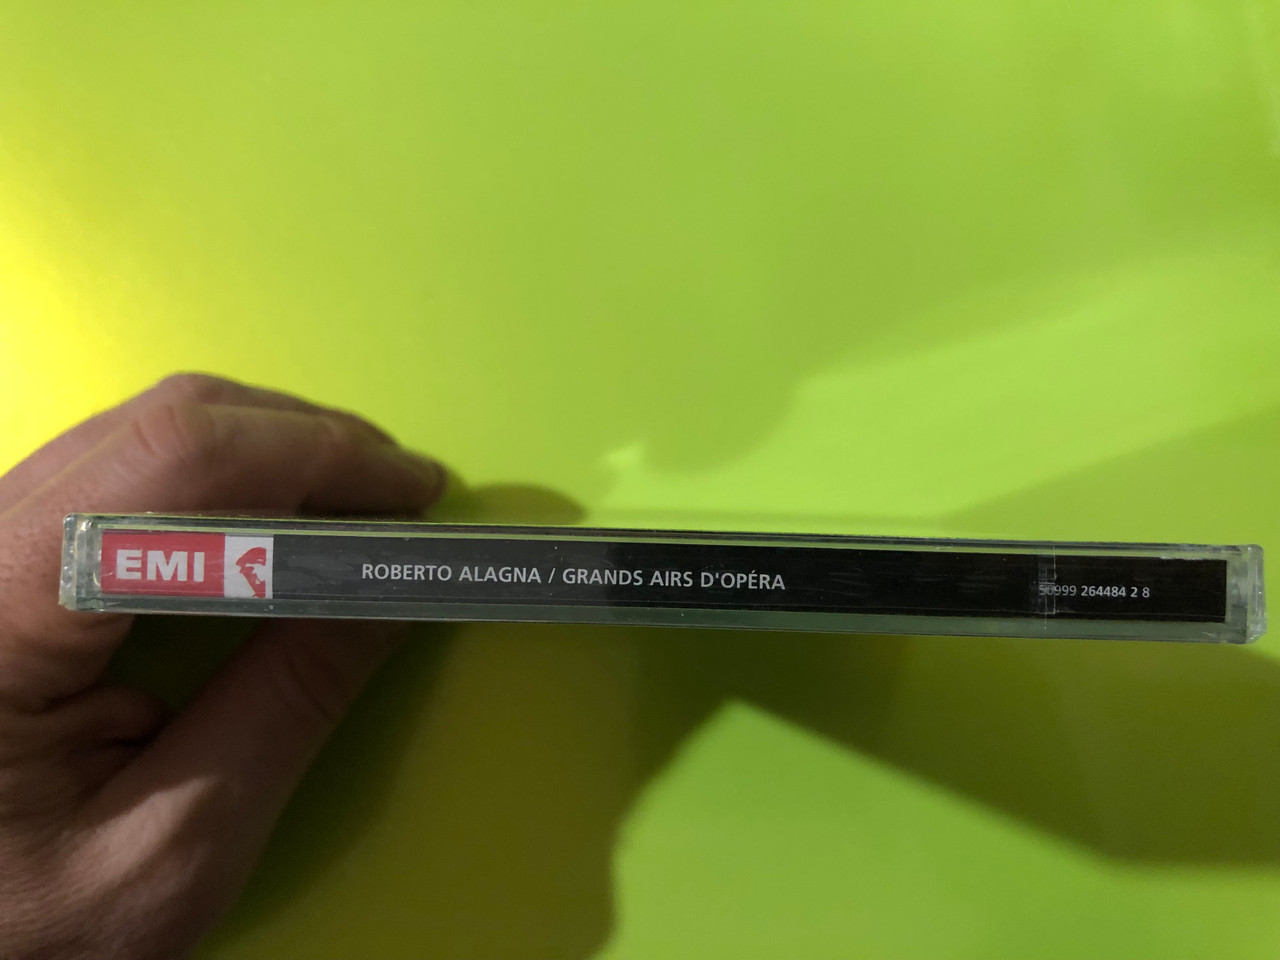 EMI
ROBERTO ALAGNA / GRANDS AIRS D'OPÉRA
50999 264484 2 8